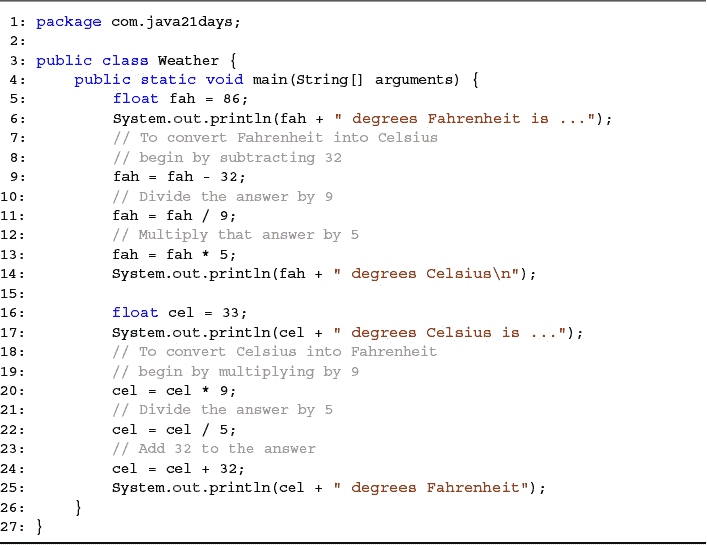 1: package com.java21days;
2:
3: public class Weather {
4:     public static void main(String[] arguments) {
5:         float fah = 86;
6:         System.out.println(fah + " degrees Fahrenheit is ...");
7:         // To convert Fahrenheit into Celsius
8:         // begin by subtracting 32
9:         fah = fah - 32;
10:         // Divide the answer by 9
11:         fah = fah / 9;
12:         // Multiply that answer by 5
13:         fah = fah * 5;
14:         System.out.println(fah + " degrees Celsius\n");
15:
16:         float cel = 33;
17:         System.out.println(cel + " degrees Celsius is ...");
18:         // To convert Celsius into Fahrenheit
19:         // begin by multiplying by 9
20:         cel = cel * 9;
21:         // Divide the answer by 5
22:         cel = cel / 5;
23:         // Add 32 to the answer
24:         cel = cel + 32;
25:         System.out.println(cel + " degrees Fahrenheit");
26:     }
27: }